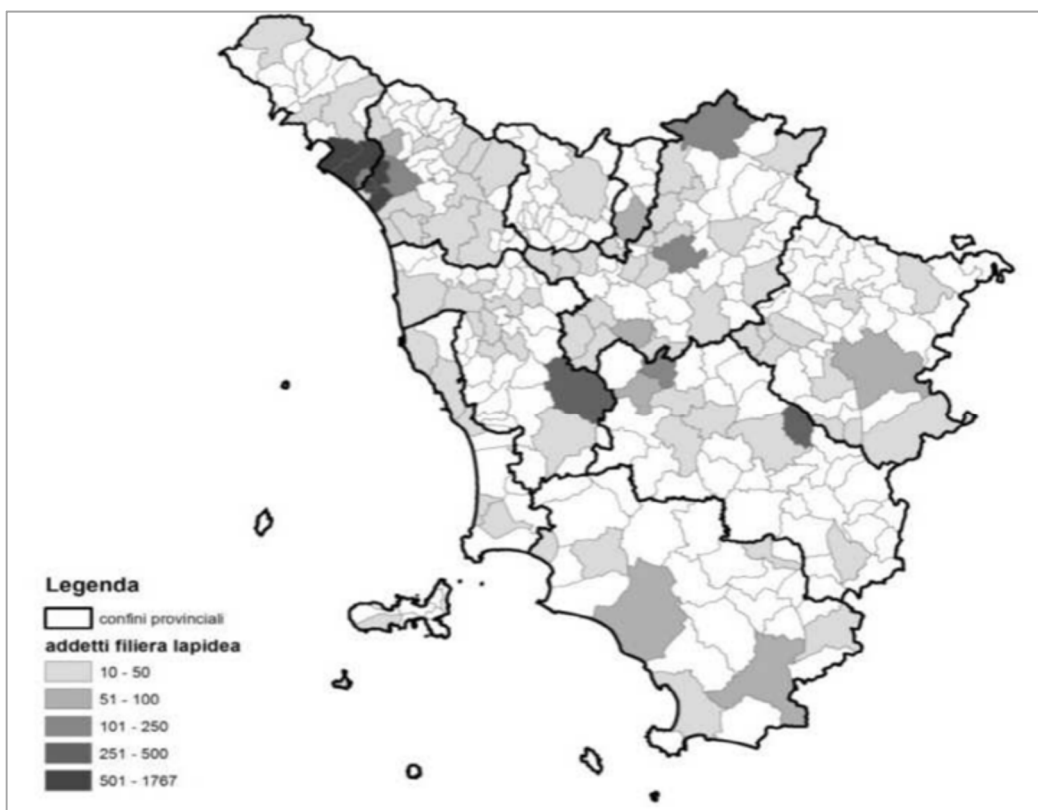 Legenda
confini provinciali
addetti filiera lapidea
10 - 50
51 - 100
101 - 250
251 - 500
501 - 1767